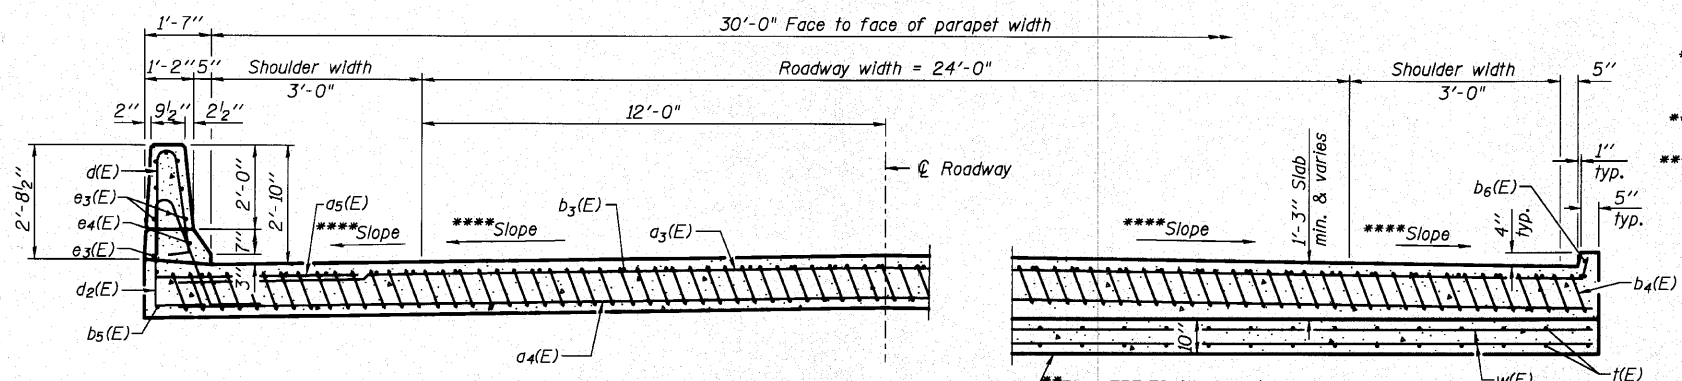 1'-7"
30'-0" Face to face of parapet width
1'-2" 5"
Shoulder width
3'-0"
Roadway width = 24'-0"
Shoulder width
3'-0"
5"
2" 9½" 2½"
12'-0"
℄ Roadway
2'-8½"
d(E)
e3(E)
e4(E)
e3(E)
d2(E)
b5(E)
2'-0"
7"
3"
2'-10"
a5(E)
****Slope
****Slope
b3(E)
a3(E)
a4(E)
1'-3" Slab
min. & varies
****Slope
****Slope
4"
typ.
b6(E)
1"
typ.
5"
typ.
b4(E)
10"
t(E)
w(E)
**